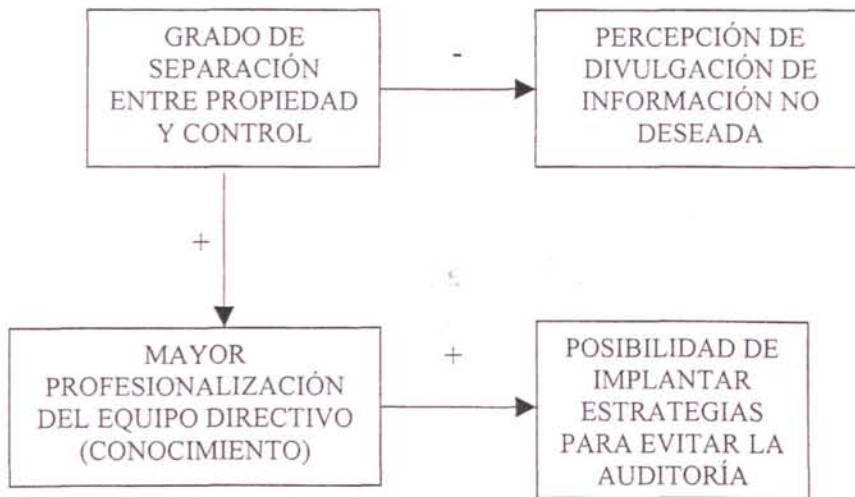 GRADO DE
SEPARACIÓN
ENTRE PROPIEDAD
Y CONTROL
-
PERCEPCIÓN DE
DIVULGACIÓN DE
INFORMACIÓN NO
DESEADA
+
MAYOR
PROFESIONALIZACIÓN
DEL EQUIPO DIRECTIVO
(CONOCIMIENTO)
+
POSIBILIDAD DE
IMPLANTAR
ESTRATEGIAS
PARA EVITAR LA
AUDITORÍA